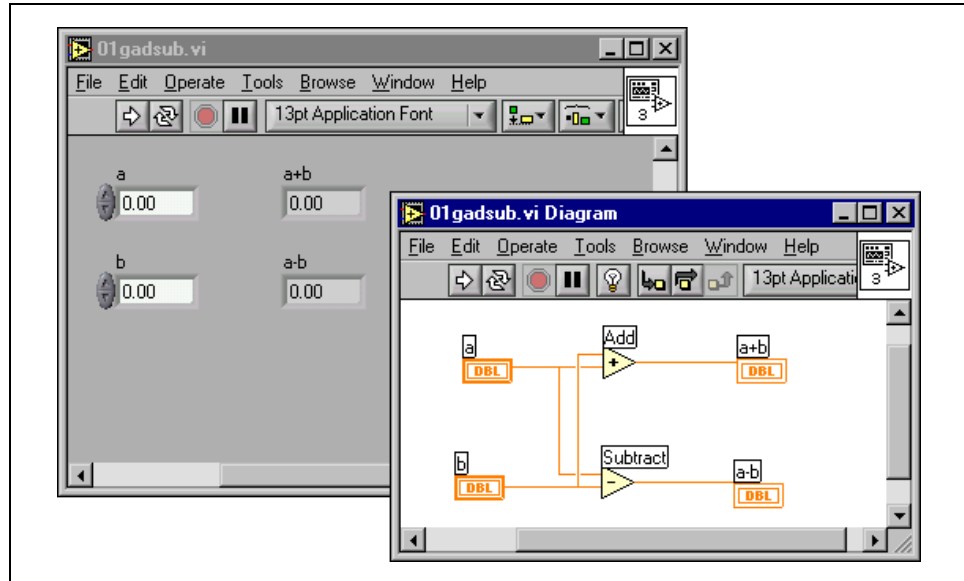 01gadsub.vi
File Edit Operate Tools Browse Window Help
13pt Application Font
3
a
0.00
a+b
0.00
b
0.00
a-b
0.00
01gadsub.vi Diagram
File Edit Operate Tools Browse Window Help
13pt Applicati
3
a
DBL
Add
+
a+b
DBL
b
DBL
Subtract
-
a-b
DBL